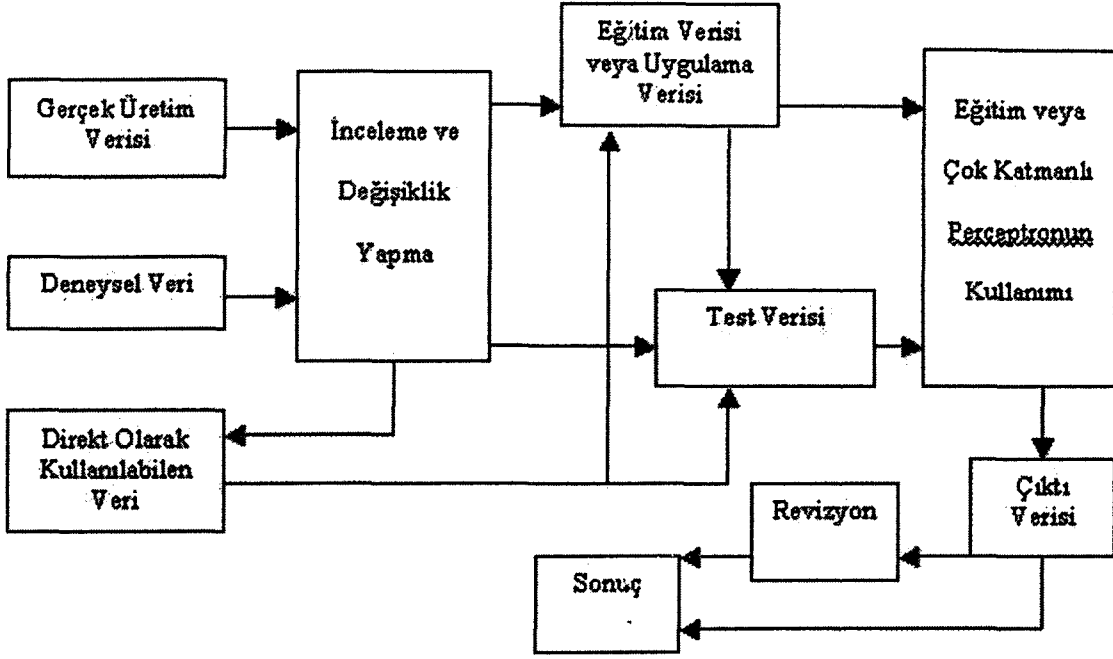 Gerçek Üretim
Verisi
Deneysel Veri
Direkt Olarak
Kullanılabilen
Veri
İnceleme ve
Değişiklik
Yapma
Eğitim Verisi
veya Uygulama
Verisi
Test Verisi
Eğitim veya
Çok Katmanlı
Perceptronun
Kullanımı
Çıktı
Verisi
Revizyon
Sonuç